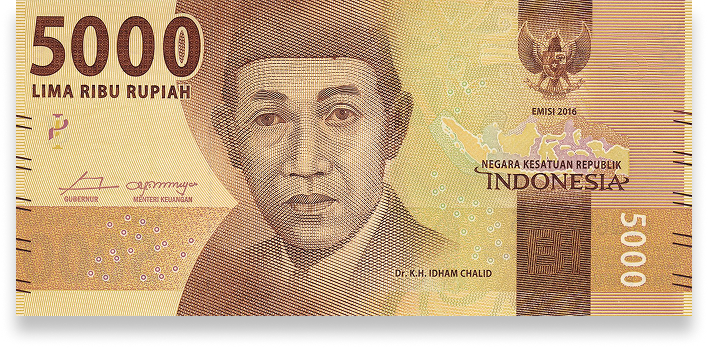 5000
LIMA RIBU RUPIAH
GUBERNUR
MENTERI KEUANGAN
Dr. K.H. IDHAM CHALID
EMISI 2016
NEGARA KESATUAN REPUBLIK
INDONESIA
5000